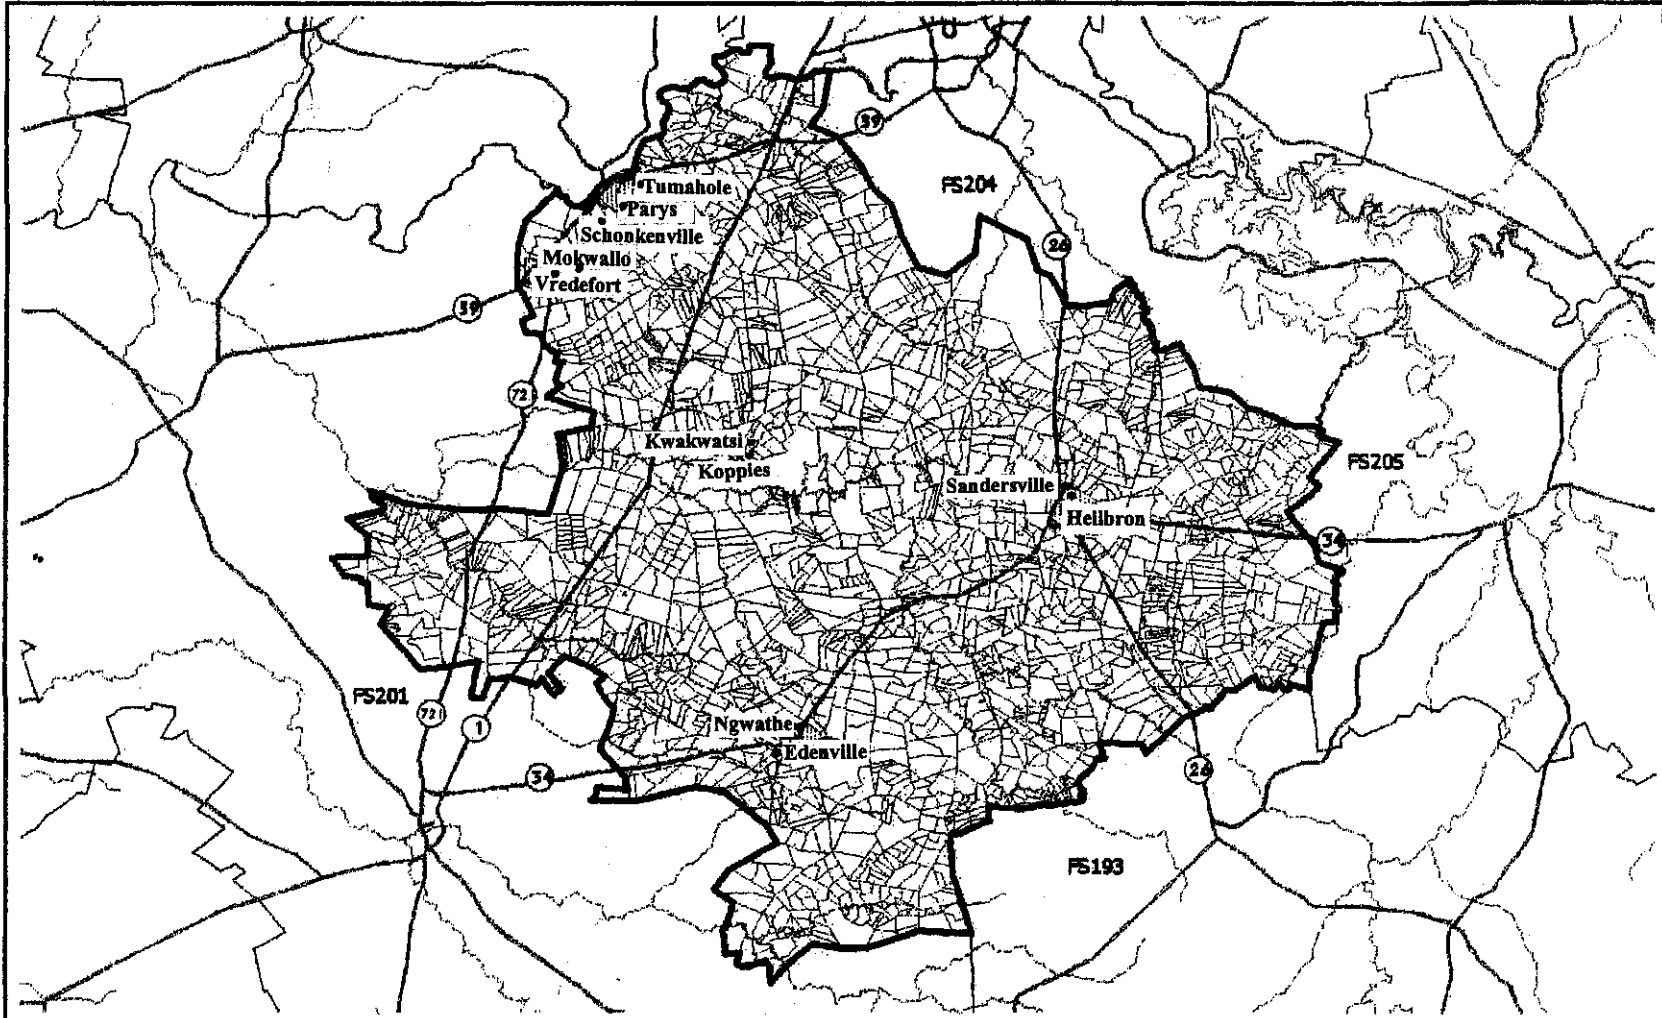 59
Tumahole
FS204
Parys
Schonkenville
26
Mokwallo
Vredefort
59
721
Kwakwatsi
FS205
Koppies
Sandersville
Heilbron
34
FS201
721
1
Ngwathe
Edenville
34
26
FS193